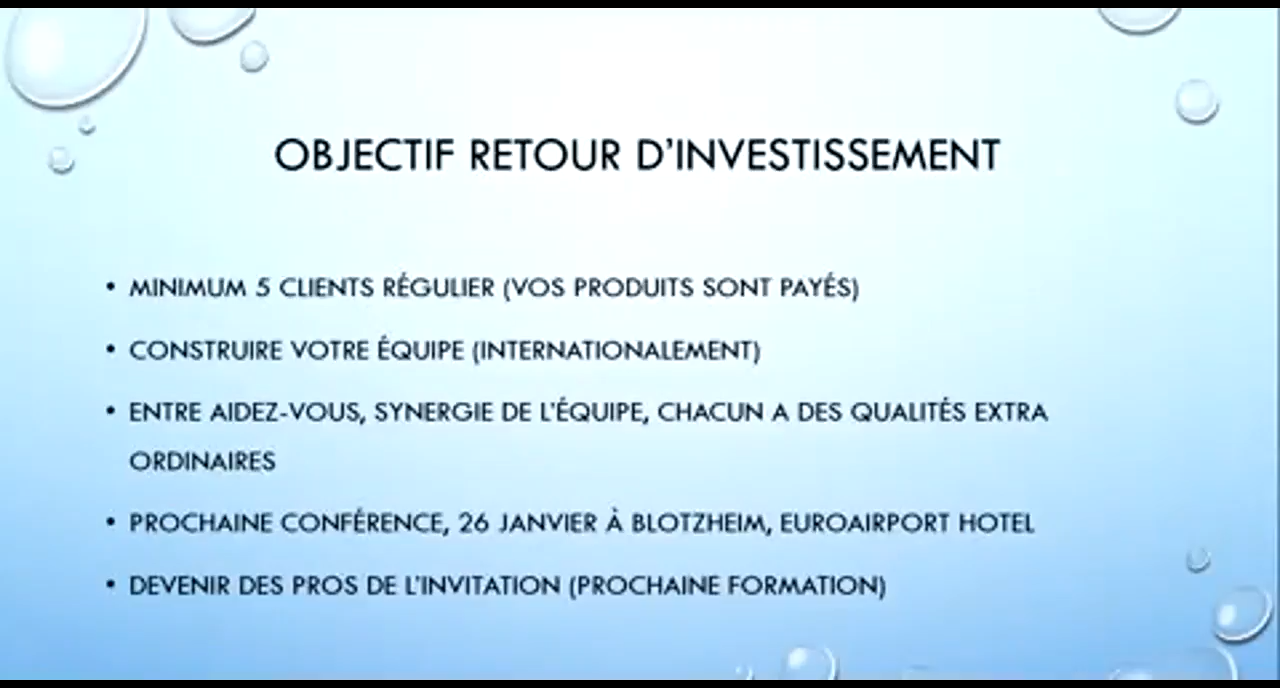 OBJECTIF RETOUR D'INVESTISSEMENT
• MINIMUM 5 CLIENTS RÉGULIER (VOS PRODUITS SONT PAYÉS)
• CONSTRUIRE VOTRE ÉQUIPE (INTERNATIONALEMENT)
• ENTRE AIDEZ-VOUS, SYNERGIE DE L'ÉQUIPE, CHACUN A DES QUALITÉS EXTRA
ORDINAIRES
• PROCHAINE CONFÉRENCE, 26 JANVIER À BLOTZHEIM, EUROAIRPORT HOTEL
• DEVENIR DES PROS DE L'INVITATION (PROCHAINE FORMATION)